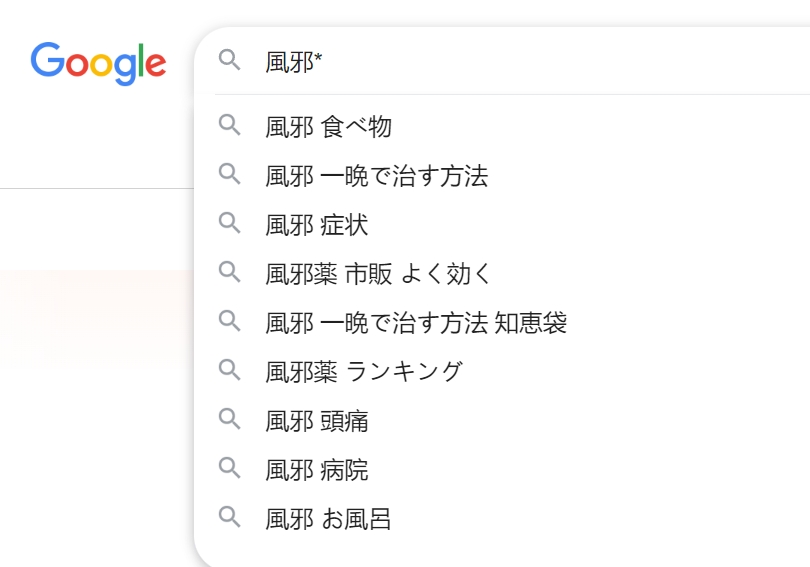 Google
風邪*
風邪 食べ物
風邪 一晩で治す方法
風邪 症状
風邪薬 市販 よく効く
風邪 一晩で治す方法 知恵袋
風邪薬 ランキング
風邪 頭痛
風邪 病院
風邪 お風呂